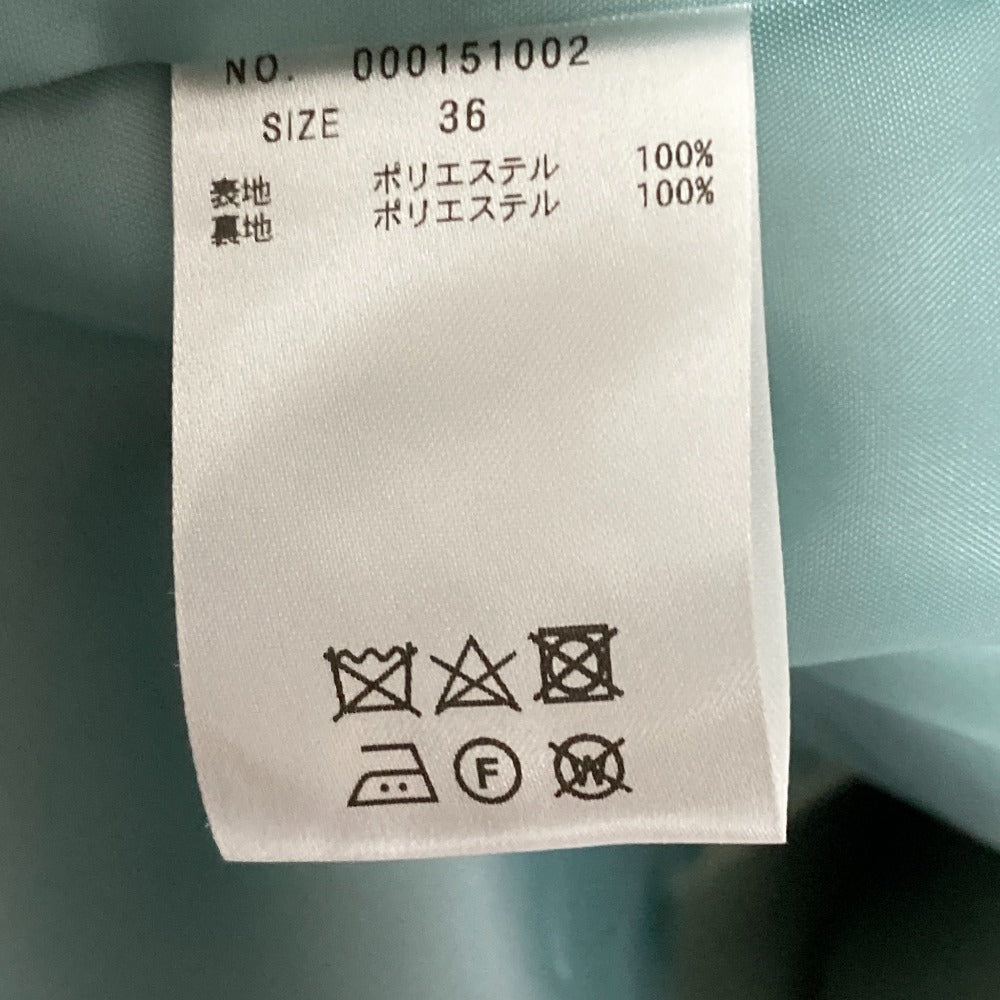 NO. 000151002
SIZE 36
表地 ポリエステル 100%
裏地 ポリエステル 100%
F W